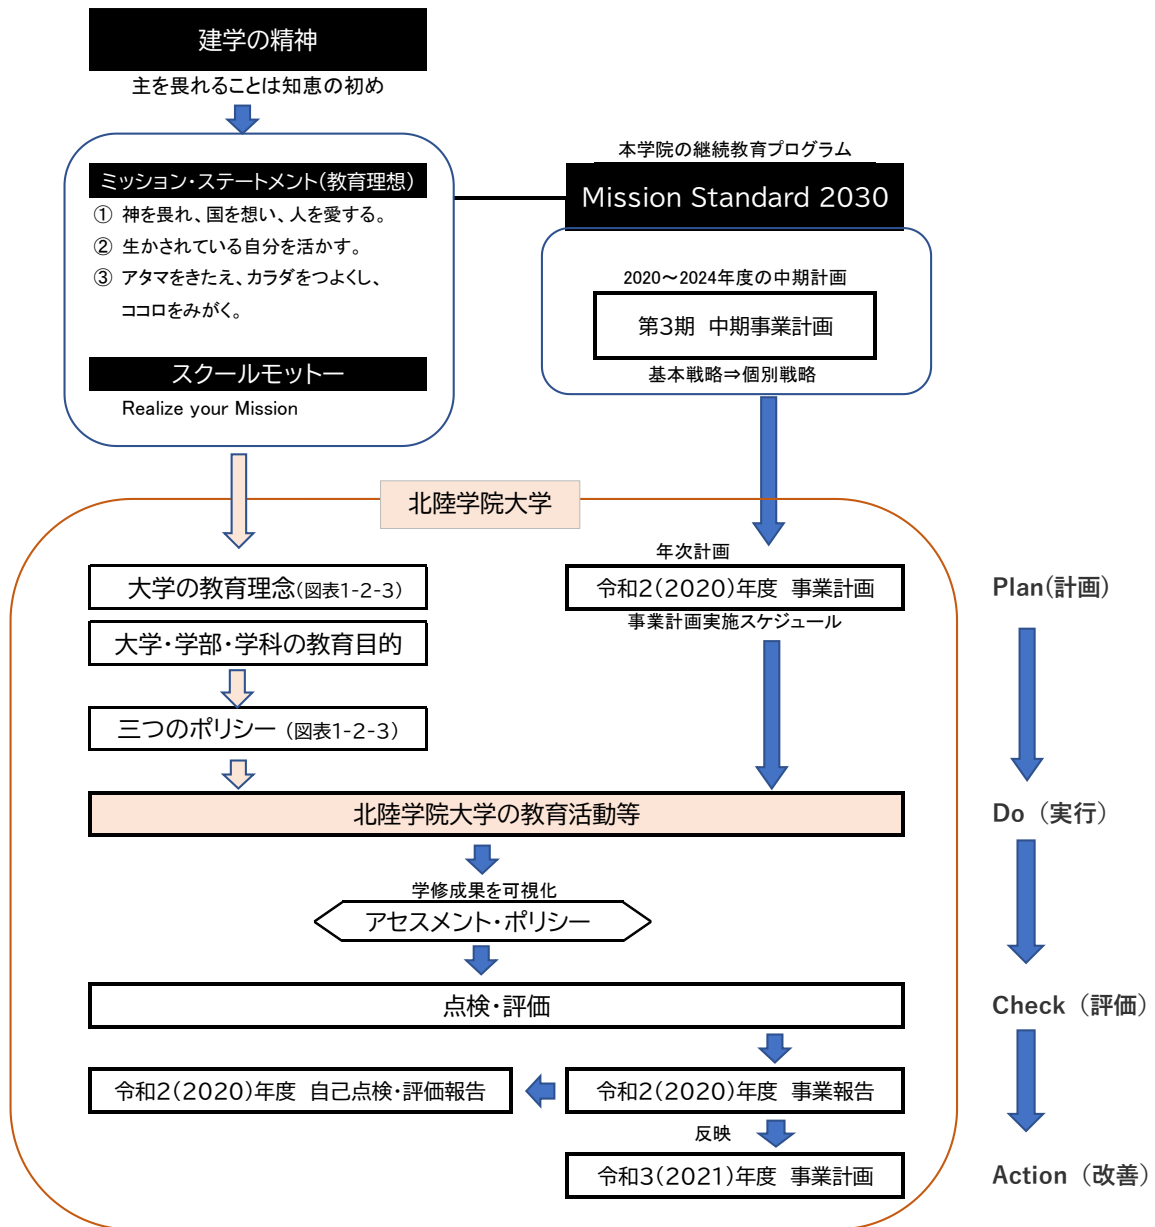 建学の精神
主を畏れることは知恵の初め
ミッション・ステートメント(教育理想)
① 神を畏れ、国を想い、人を愛する。
② 生かされている自分を活かす。
③ アタマをきたえ、カラダをつよくし、
ココロをみがく。
スクールモットー
Realize your Mission
本学院の継続教育プログラム
Mission Standard 2030
2020～2024年度の中期計画
第3期 中期事業計画
基本戦略⇒個別戦略
北陸学院大学
大学の教育理念(図表1-2-3)
大学・学部・学科の教育目的
三つのポリシー (図表1-2-3)
年次計画
令和2(2020)年度 事業計画
事業計画実施スケジュール
北陸学院大学の教育活動等
学修成果を可視化
アセスメント・ポリシー
点検・評価
令和2(2020)年度 自己点検・評価報告
令和2(2020)年度 事業報告
反映
令和3(2021)年度 事業計画
Plan(計画)
Do（実行）
Check（評価）
Action（改善）